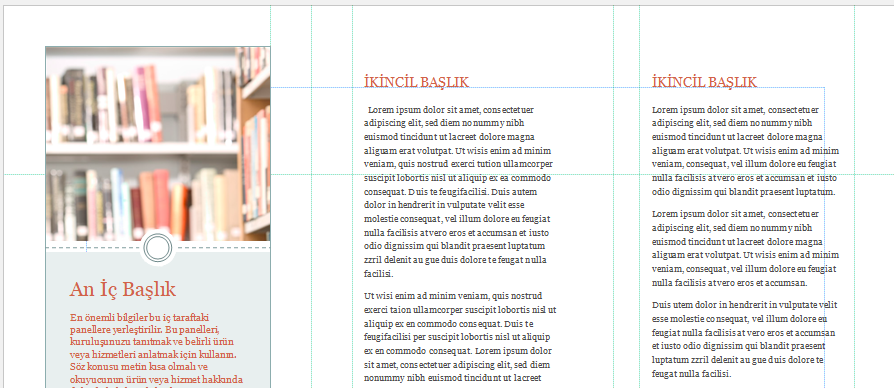 An İç Başlık
En önemli bilgiler bu iç taraftaki
panellere yerleştirilir. Bu panelleri,
kuruluşunuzu tanıtmak ve belirli ürün
veya hizmetleri anlatmak için kullanın.
Söz konusu metin kısa olmalı ve
okuyucunun ürün veya hizmet hakkında
İKİNCİL BAŞLIK
Lorem ipsum dolor sit amet, consectetuer
adipiscing elit, sed diem nonummy nibh
euismod tincidunt ut lacreet dolore magna
aliguam erat volutpat. Ut wisis enim ad minim
veniam, quis nostrud exerci tution ullamcorper
suscipit lobortis nisl ut aliquip ex ea commodo
consequat. Duis te feugifacilisi. Duis autem
dolor in hendrerit in vulputate velit esse
molestie consequat, vel illum dolore eu feugiat
nulla facilisis at vero eros et accumsan et iusto
odio dignissim qui blandit praesent luptatum
zzril delenit au gue duis dolore te feugat nulla
facilisi.
Ut wisi enim ad minim veniam, quis nostrud
exerci taion ullamcorper suscipit lobortis nisl ut
aliquip ex en commodo consequat. Duis te
feugifacilisi per suscipit lobortis nisl ut aliquip
ex en commodo consequat. Lorem ipsum dolor
sit amet, consectetuer adipiscing elit, sed diem
nonummy nibh euismod tincidunt ut lacreet
İKİNCİL BAŞLIK
Lorem ipsum dolor sit amet, consectetuer
adipiscing elit, sed diem nonummy nibh
euismod tincidunt ut lacreet dolore magna
aliguam erat volutpat. Ut wisis enim ad minim
veniam, consequat, vel illum dolore eu feugiat
nulla facilisis at vero eros et accumsan et iusto
odio dignissim qui blandit praesent luptatum.
Lorem ipsum dolor sit amet, consectetuer
adipiscing elit, sed diem nonummy nibh
euismod tincidunt ut lacreet dolore magna
aliguam erat volutpat. Ut wisis enim ad minim
veniam, consequat, vel illum dolore eu feugiat
nulla facilisis at vero eros et accumsan.
Duis utem dolor in hendrerit in vulputate velit
esse molestie consequat, vel illum dolore eu
feugiat nulla facilisis at vero eros et accumsan
et iusto odio dignissim qui blandit praesent
luptatum zzril delenit au gue duis dolore te
feugat nulla facilisi.